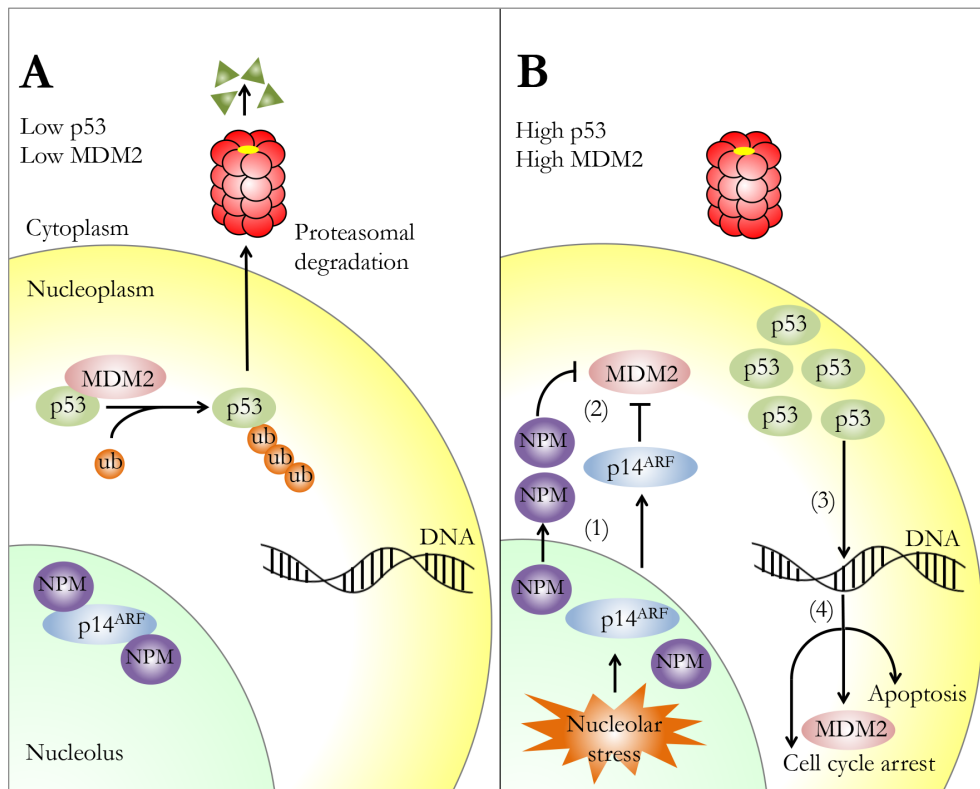 A
Low p53
Low MDM2
Cytoplasm
Proteasomal
degradation
Nucleoplasm
MDM2
p53
p53
ub
ub
ub
ub
DNA
NPM
p14ARF
NPM
Nucleolus
B
High p53
High MDM2
p53
p53
p53
p53
p53
MDM2
(2)
NPM
p14ARF
NPM
(1)
(3)
DNA
NPM
p14ARF
NPM
(4)
Nucleolar
stress
Apoptosis
MDM2
Cell cycle arrest